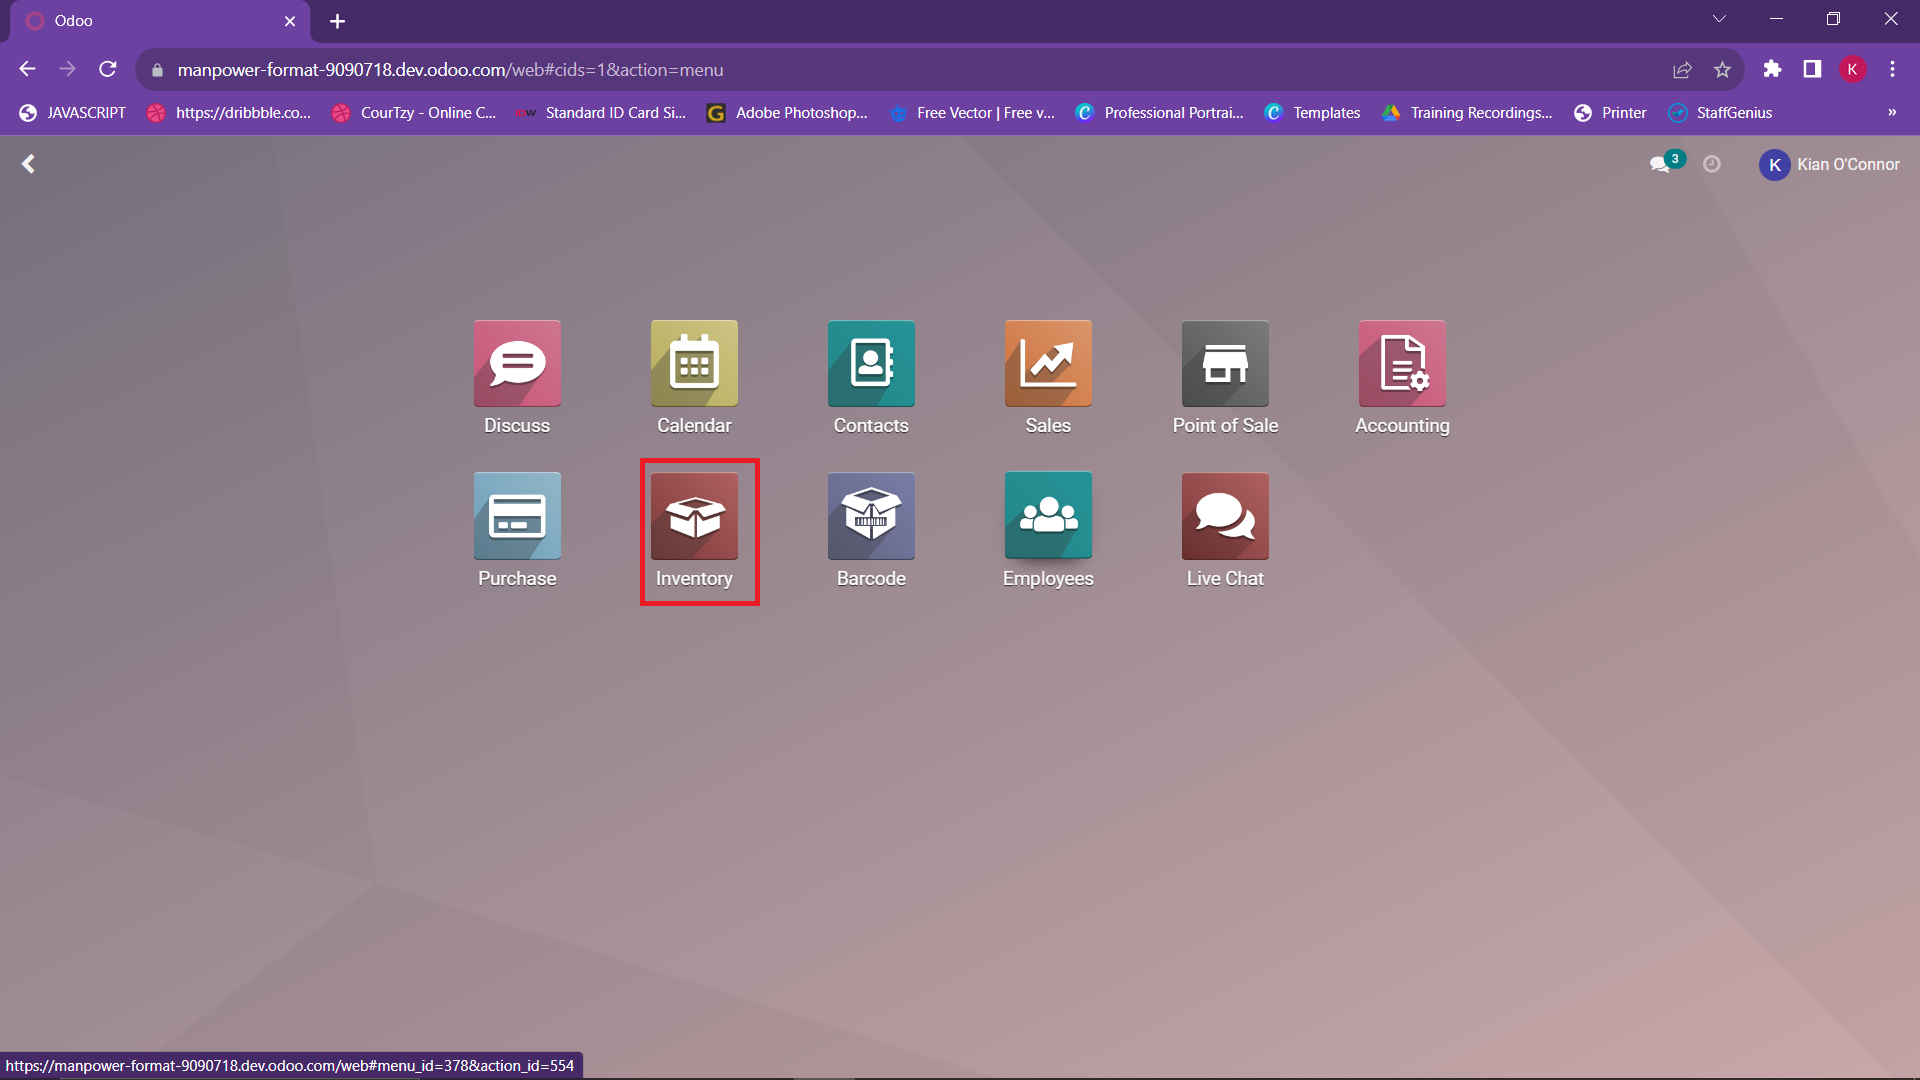 Odoo
manpower-format-9090718.dev.odoo.com/web#cids=1&action=menu
K
JAVASCRIPT https://dribbble.co... CourTzy - Online C... Standard ID Card Si... Adobe Photoshop... Free Vector | Free v... Professional Portrai... Templates Training Recordings... Printer StaffGenius »
3 K Kian O'Connor
Discuss Calendar Contacts Sales Point of Sale Accounting
Purchase Inventory Barcode Employees Live Chat
https://manpower-format-9090718.dev.odoo.com/web#menu_id=378&action_id=554